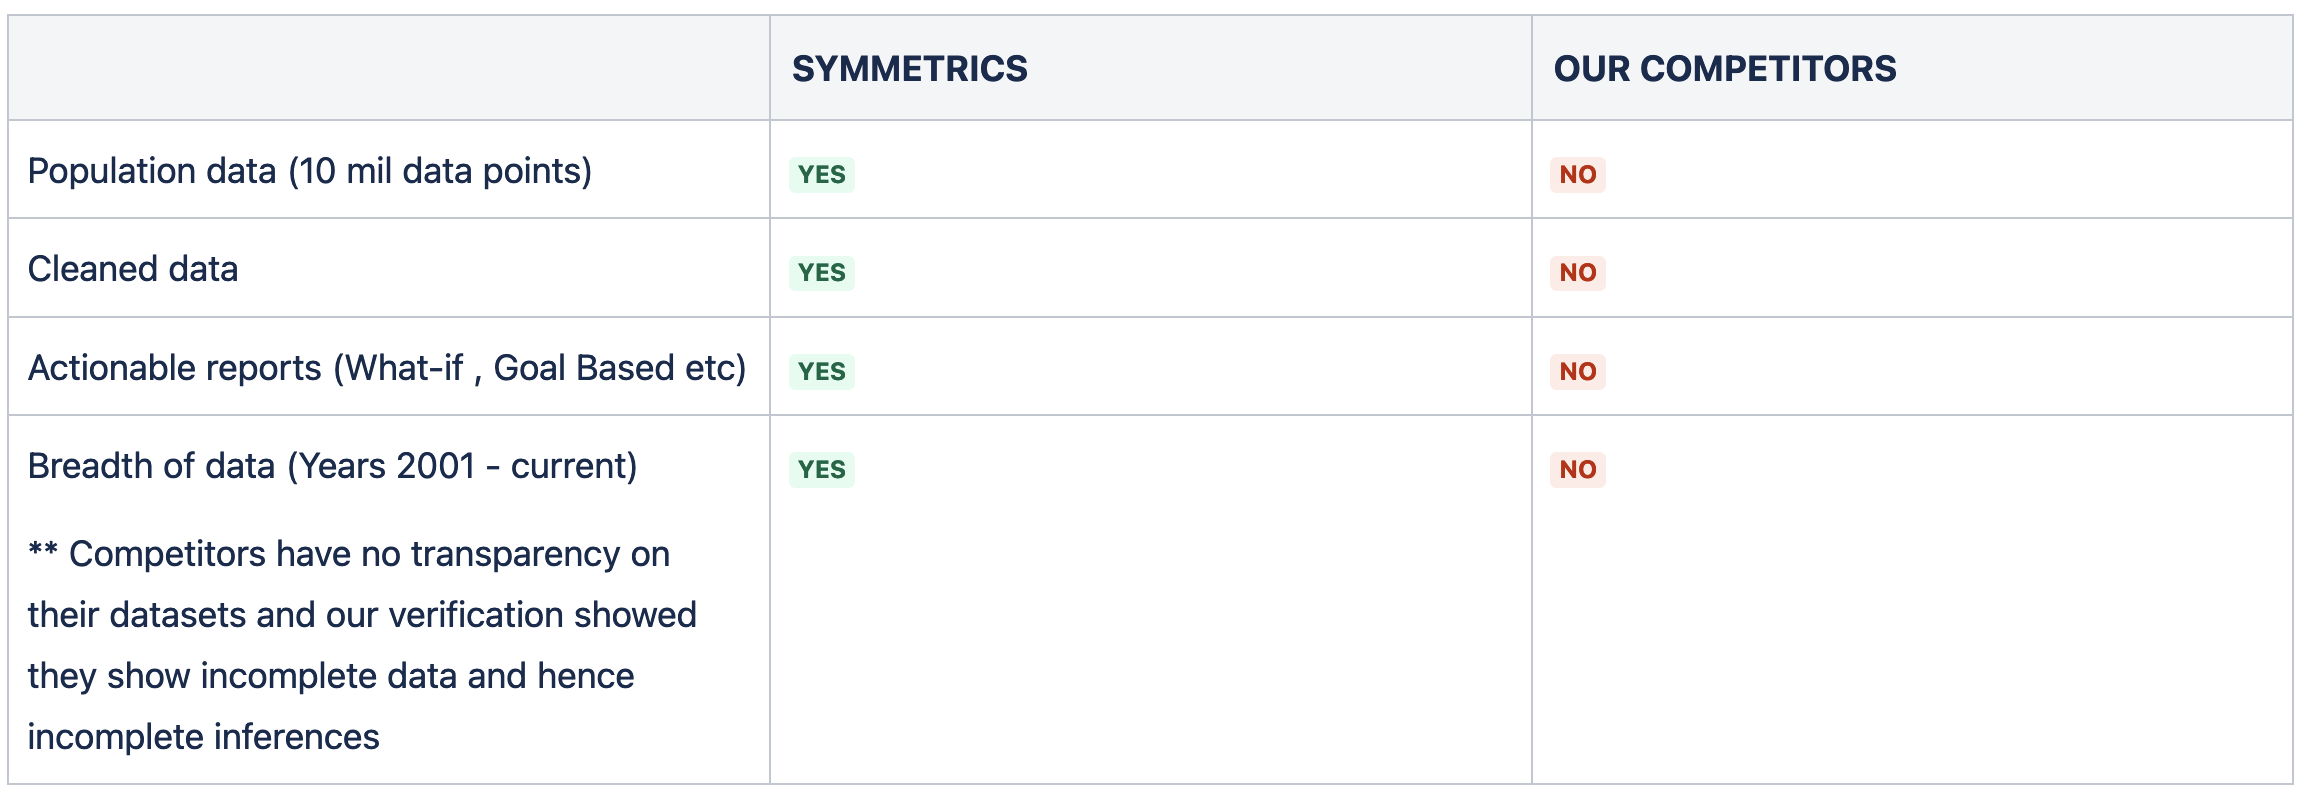 SYMMETRICS
OUR COMPETITORS
Population data (10 mil data points)
YES
NO
Cleaned data
YES
NO
Actionable reports (What-if , Goal Based etc)
YES
NO
Breadth of data (Years 2001 - current)
YES
NO
** Competitors have no transparency on
their datasets and our verification showed
they show incomplete data and hence
incomplete inferences